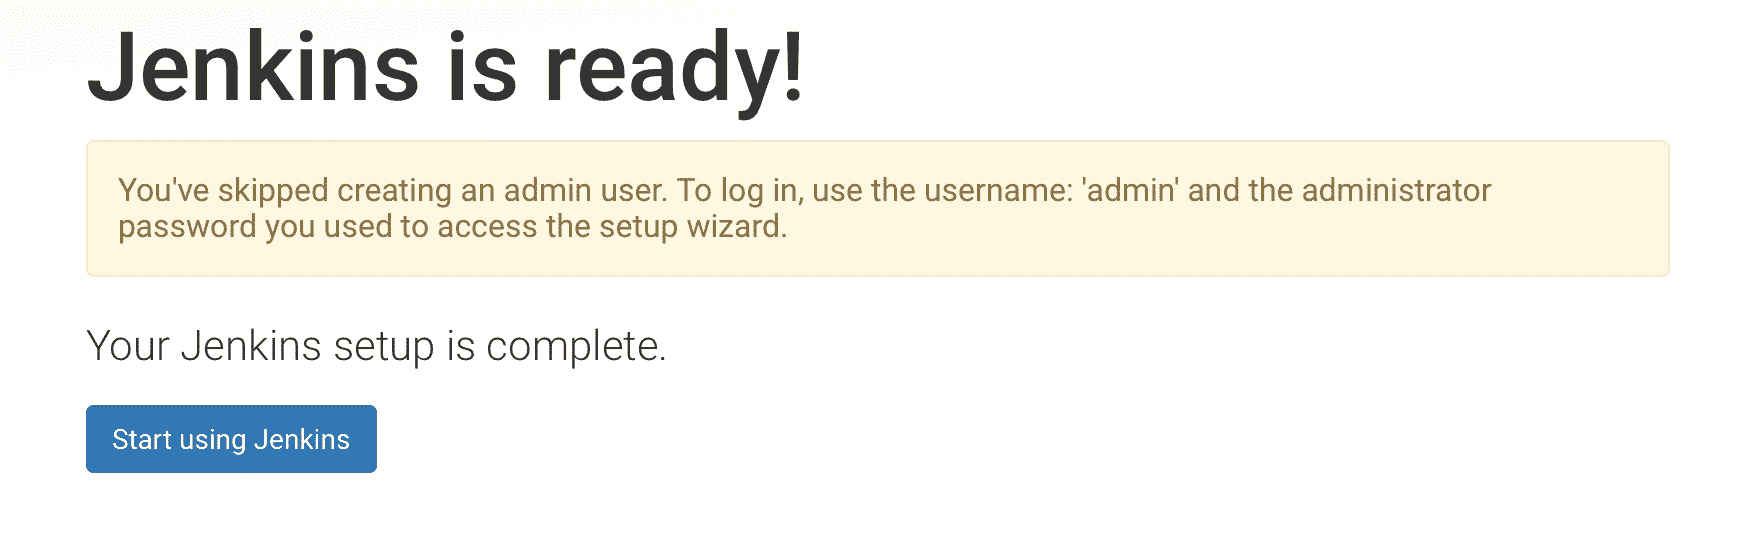 Jenkins is ready!
You've skipped creating an admin user. To log in, use the username: 'admin' and the administrator
password you used to access the setup wizard.
Your Jenkins setup is complete.
Start using Jenkins